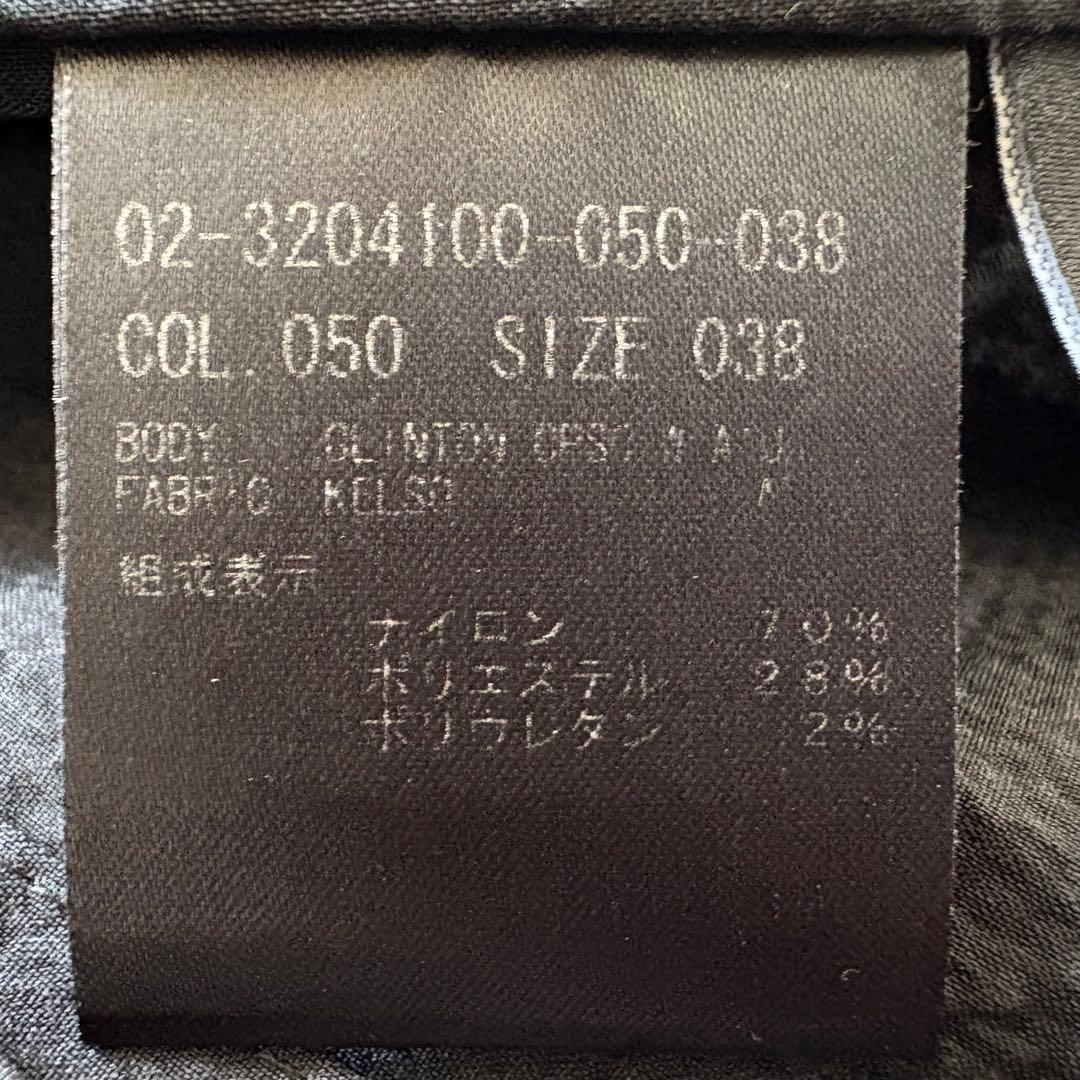 02-3204100-050-038
COL. 050 SIZE 038
BODY CLINTON
FABRIC KELSO
組成表示
ナイロン 70%
ポリエステル 28%
ポリウレタン 2%